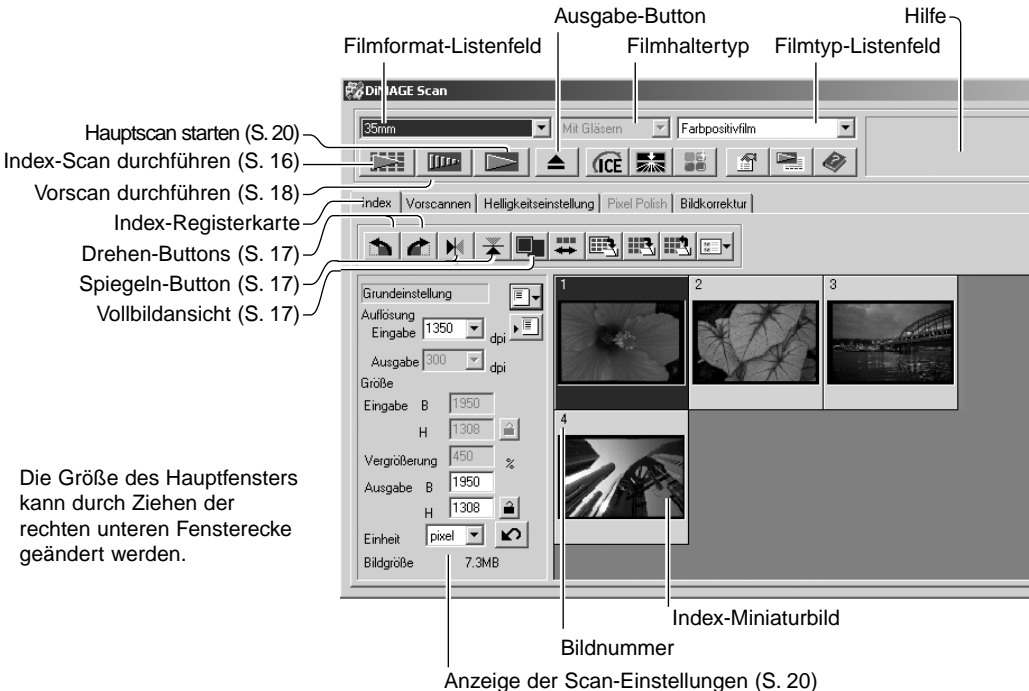 Ausgabe-Button
Hilfe
Filmformat-Listenfeld
Filmhaltertyp
Filmtyp-Listenfeld
DiMAGE Scan
Hauptscan starten (S. 20)
35mm
Mit Gläsern
Farbpositivfilm
Index-Scan durchführen (S. 16)
ICE
Vorscan durchführen (S. 18)
Index
Vorscannen
Helligkeitseinstellung
Pixel Polish
Bildkorrektur
Index-Registerkarte
Drehen-Buttons (S. 17)
Spiegeln-Button (S. 17)
Vollbildansicht (S. 17)
Grundeinstellung
Auflösung
Eingabe 1350 dpi
Ausgabe 300 dpi
Größe
Eingabe B 1950
H 1308
Vergrößerung 450 %
Ausgabe B 1950
H 1308
Einheit pixel
Bildgröße 7.3MB
1
2
3
4
Die Größe des Hauptfensters
kann durch Ziehen der
rechten unteren Fensterecke
geändert werden.
Index-Miniaturbild
Bildnummer
Anzeige der Scan-Einstellungen (S. 20)